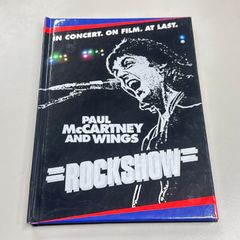 IN CONCERT. ON FILM. AT LAST.
PAUL
McCARTNEY
AND WINGS
ROCKSHOW